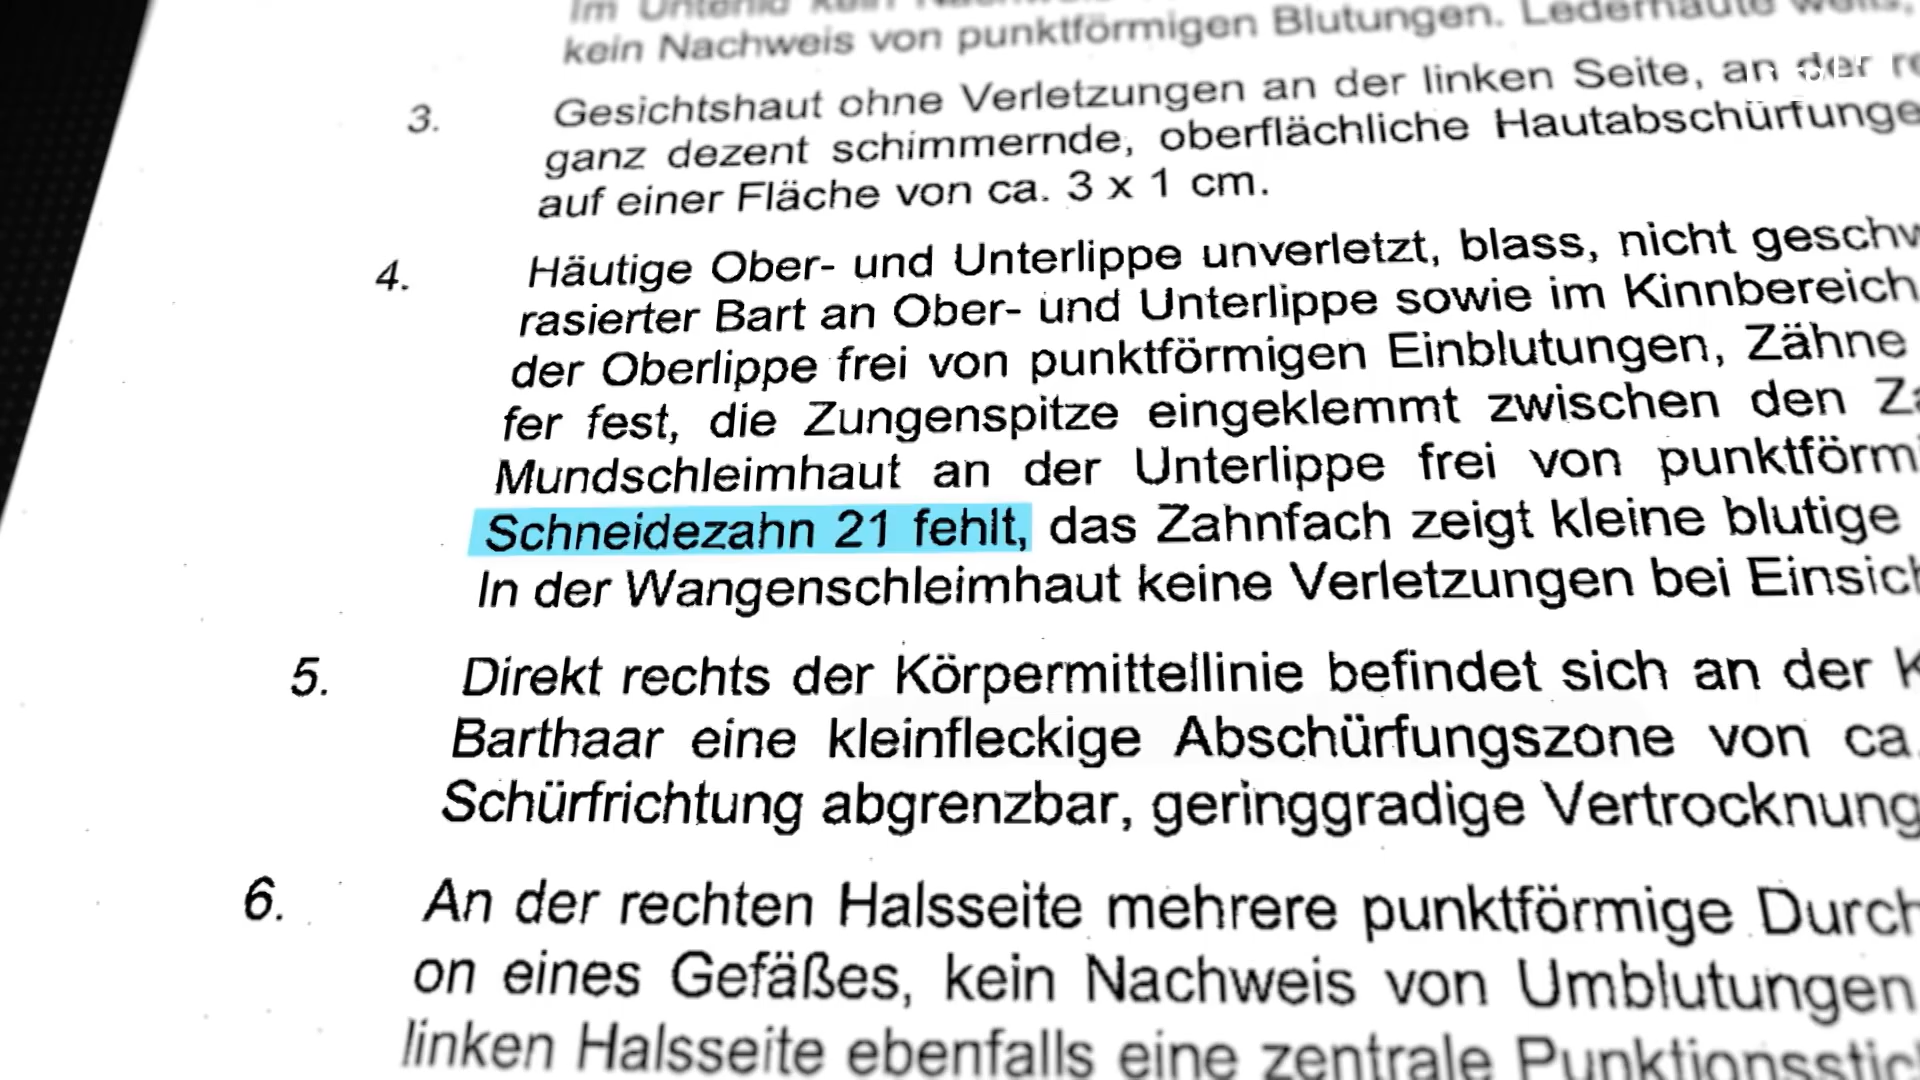 kein Nachweis von punktförmigen Blutungen. Lederhäute weiß,
3. Gesichtshaut ohne Verletzungen an der linken Seite, an der
ganz dezent schimmernde, oberflächliche Hautabschürfunge
auf einer Fläche von ca. 3 x 1 cm.
4. Häutige Ober- und Unterlippe unverletzt, blass, nicht geschw
rasierter Bart an Ober- und Unterlippe sowie im Kinnbereich
der Oberlippe frei von punktförmigen Einblutungen, Zähne
fer fest, die Zungenspitze eingeklemmt zwischen den Za
Mundschleimhaut an der Unterlippe frei von punktförmi
Schneidezahn 21 fehlt, das Zahnfach zeigt kleine blutige
In der Wangenschleimhaut keine Verletzungen bei Einsich
5. Direkt rechts der Körpermittellinie befindet sich an der K
Barthaar eine kleinfleckige Abschürfungszone von ca.
Schürfrichtung abgrenzbar, geringgradige Vertrocknung
6. An der rechten Halsseite mehrere punktförmige Durch
on eines Gefäßes, kein Nachweis von Umblutungen
linken Halsseite ebenfalls eine zentrale Punktionsstic